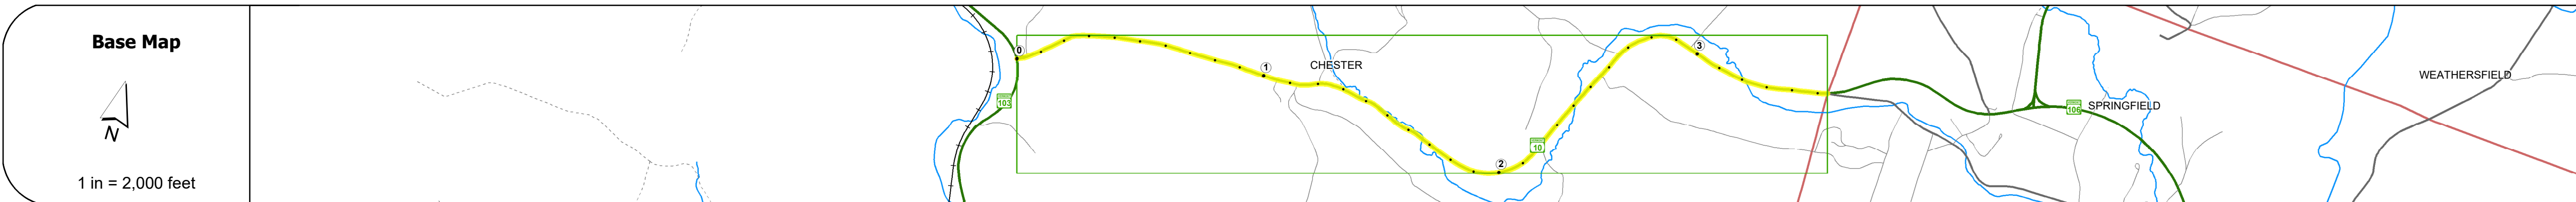 Base Map
N
1 in = 2,000 feet
0
103
1
CHESTER
2
10
3
106
SPRINGFIELD
WEATHERSFIELD